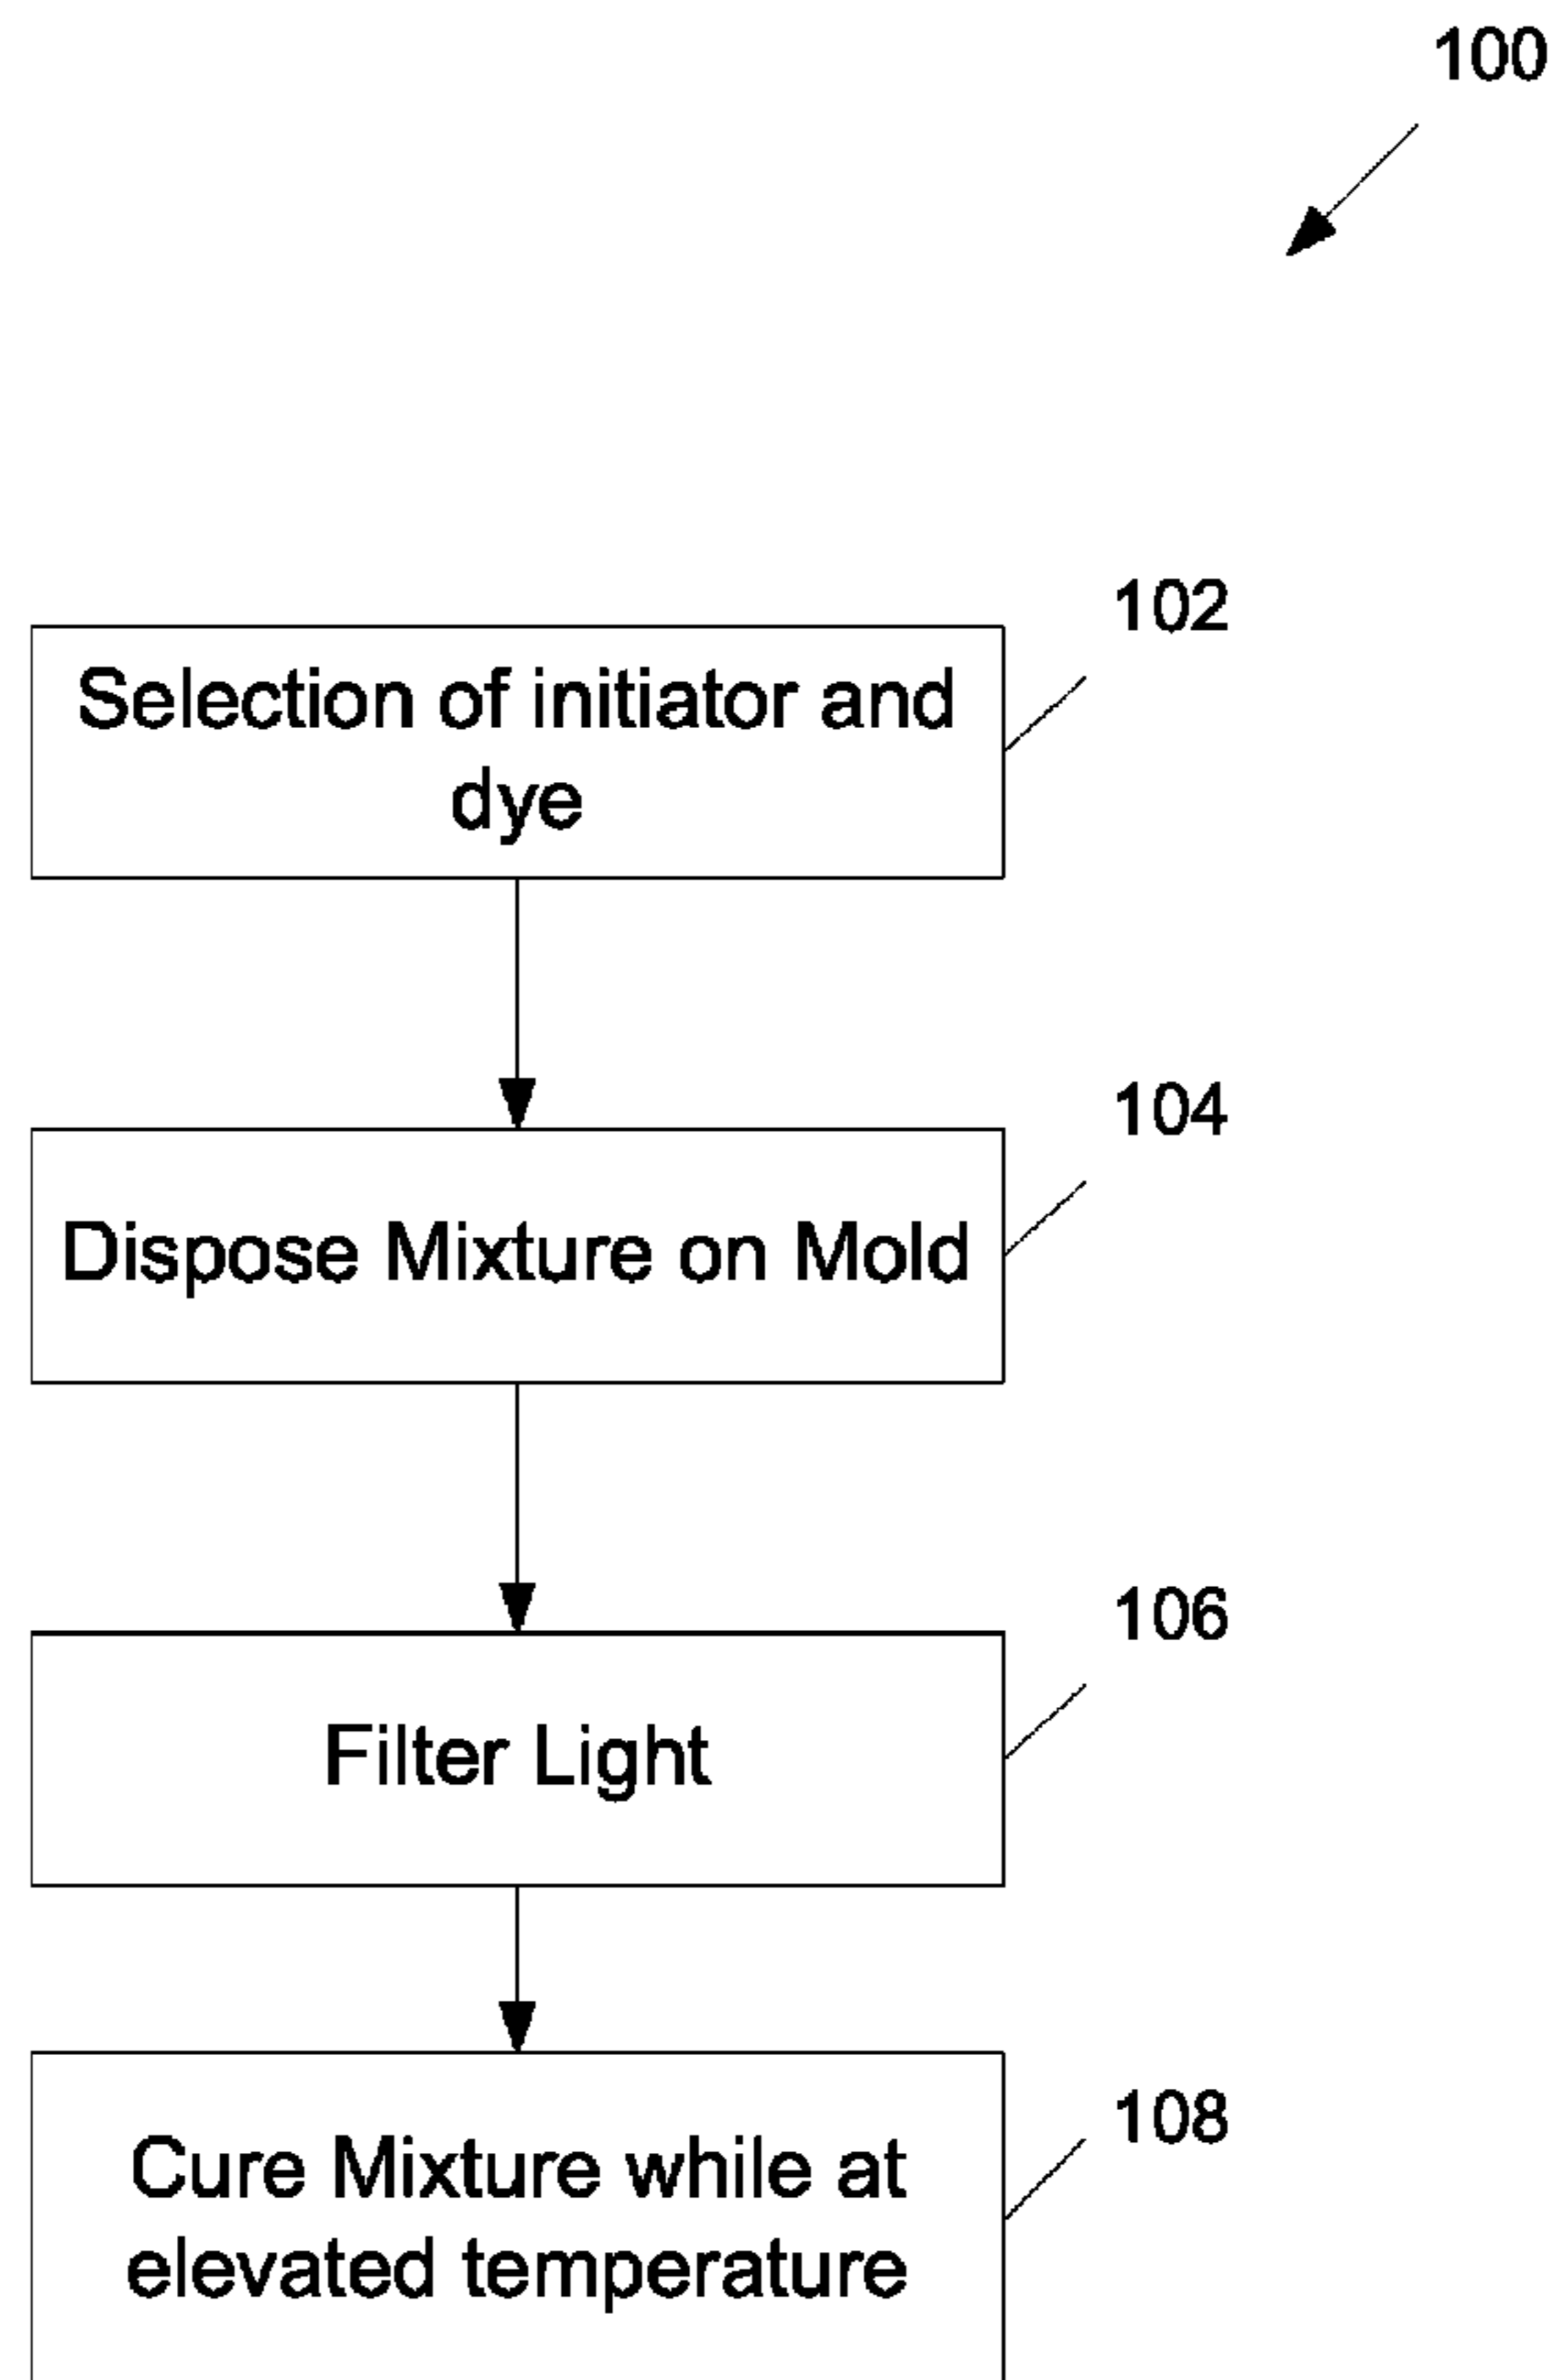 100
102
Selection of initiator and
dye
104
Dispose Mixture on Mold
106
Filter Light
108
Cure Mixture while at
elevated temperature